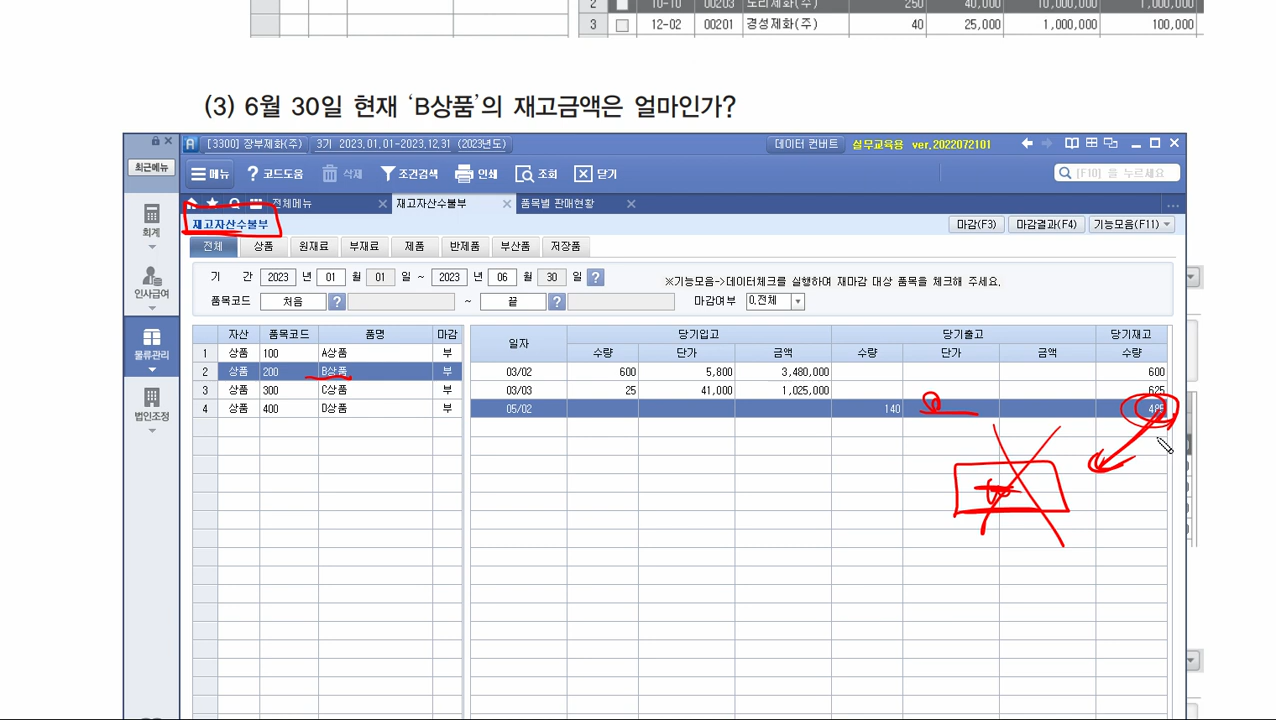 2 10-10 00203 도리제화(주) 250 40,000 10,000,000 1,000,000
3 12-02 00201 경성제화(주) 40 25,000 1,000,000 100,000
(3) 6월 30일 현재 ‘B상품’의 재고금액은 얼마인가?
[3300] 장부제화(주) 3기 2023.01.01~2023.12.31 (2023년도) 데이터 컨버트 실무교육용 ver.2022072101
최근메뉴 메뉴 코드도움 삭제 조건검색 인쇄 조회 닫기 [F10] 을 누르세요
전체메뉴 재고자산수불부 품목별 판매현황
재고자산수불부 마감(F3) 마감결과(F4) 기능모음(F11)
회계
인사급여
물류관리
법인조정
전체 상품 원재료 부재료 제품 반제품 부산품 저장품
기 간 2023 년 01 월 01 일 ~ 2023 년 06 월 30 일 ? ※기능모음->데이터체크를 실행하며 재마감 대상 품목을 체크해 주세요.
품목코드 처음 ? ~ 끝 ? 마감여부 0.전체
자산 품목코드 품명 마감
1 상품 100 A상품 부
2 상품 200 B상품 부
3 상품 300 C상품 부
4 상품 400 D상품 부
일자 당기입고 당기출고 당기재고
수량 단가 금액 수량 단가 금액 수량
03/02 600 5,800 3,480,000 600
03/03 25 41,000 1,025,000 625
05/02 140 485